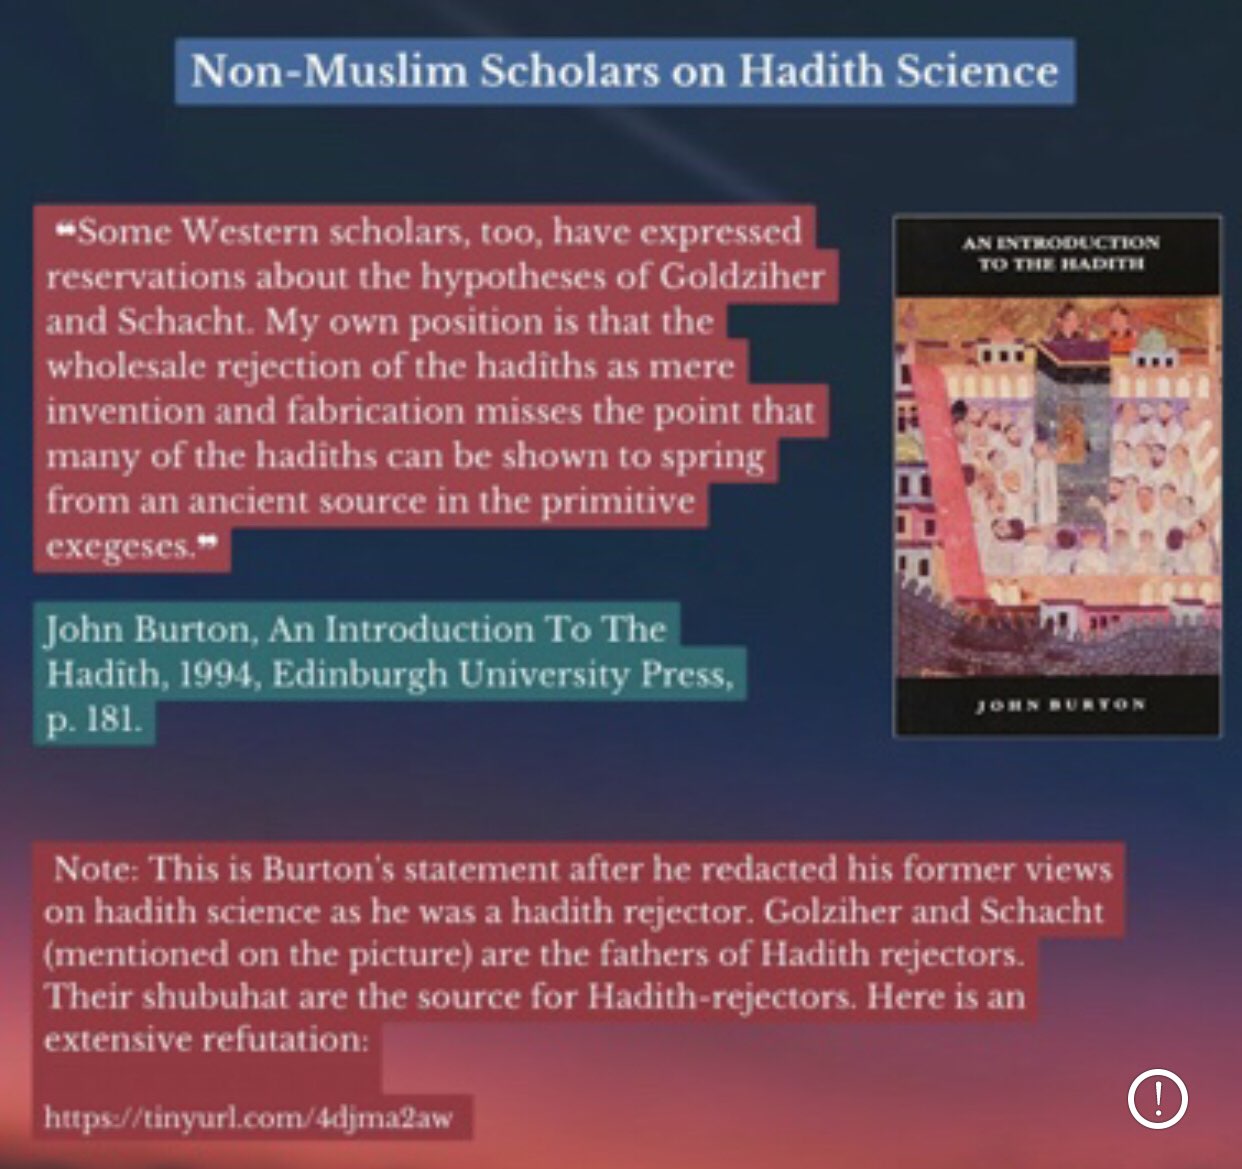 Non-Muslim Scholars on Hadith Science
❝Some Western scholars, too, have expressed
reservations about the hypotheses of Goldziher
and Schacht. My own position is that the
wholesale rejection of the hadîths as mere
invention and fabrication misses the point that
many of the hadîths can be shown to spring
from an ancient source in the primitive
exegeses.❞
John Burton, An Introduction To The
Hadîth, 1994, Edinburgh University Press,
p. 181.
AN INTRODUCTION
TO THE HADITH
JOHN BURTON
Note: This is Burton's statement after he redacted his former views
on hadith science as he was a hadith rejector. Golziher and Schacht
(mentioned on the picture) are the fathers of Hadith rejectors.
Their shubuhat are the source for Hadith-rejectors. Here is an
extensive refutation:
https://tinyurl.com/4djma2aw